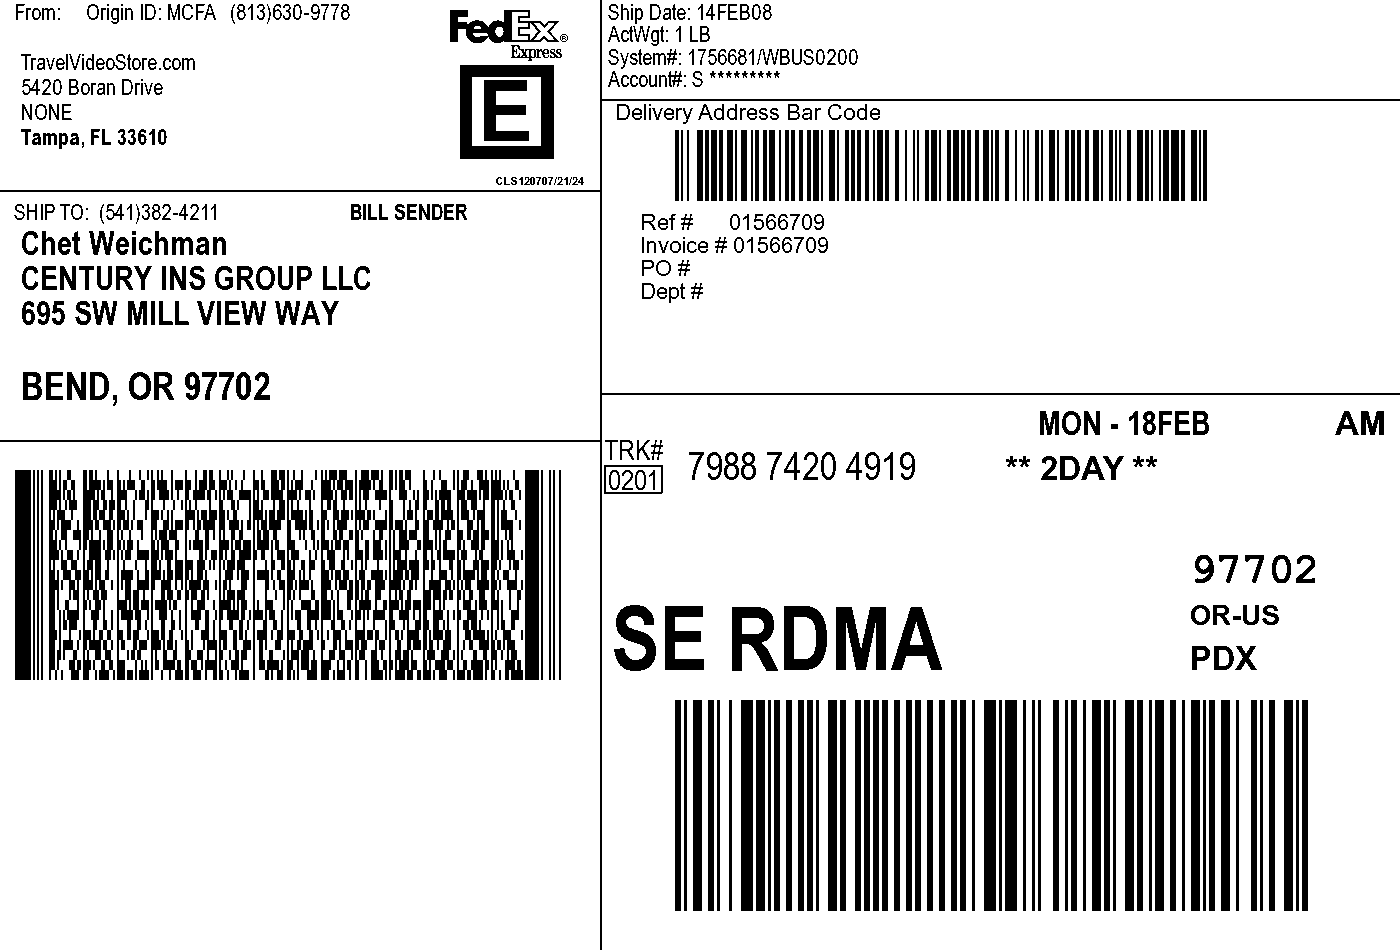 From: Origin ID: MCFA (813)630-9778
TravelVideoStore.com
5420 Boran Drive
NONE
Tampa, FL 33610
FedEx®
Express
E
CLS120707/21/24
Ship Date: 14FEB08
ActWgt: 1 LB
System#: 1756681/WBUS0200
Account#: S *********
Delivery Address Bar Code
Ref # 01566709
Invoice # 01566709
PO #
Dept #
SHIP TO: (541)382-4211 BILL SENDER
Chet Weichman
CENTURY INS GROUP LLC
695 SW MILL VIEW WAY
BEND, OR 97702
MON - 18FEB AM
TRK#
0201
7988 7420 4919 ** 2DAY **
97702
SE RDMA
OR-US
PDX